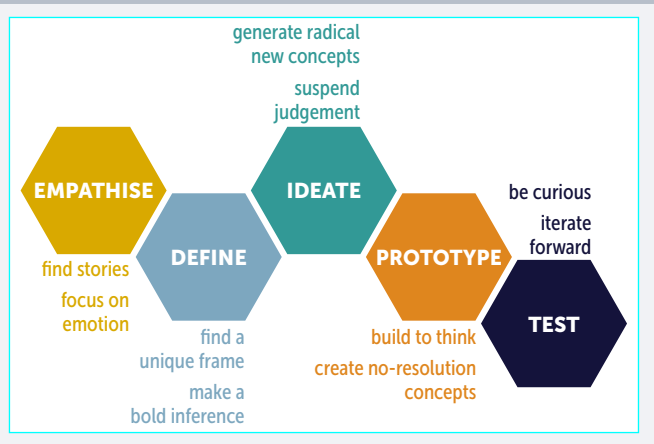 EMPATHISE
find stories
focus on
emotion
DEFINE
find a
unique frame
make a
bold inference
generate radical
new concepts
suspend
judgement
IDEATE
PROTOTYPE
build to think
create no-resolution
concepts
be curious
iterate
forward
TEST